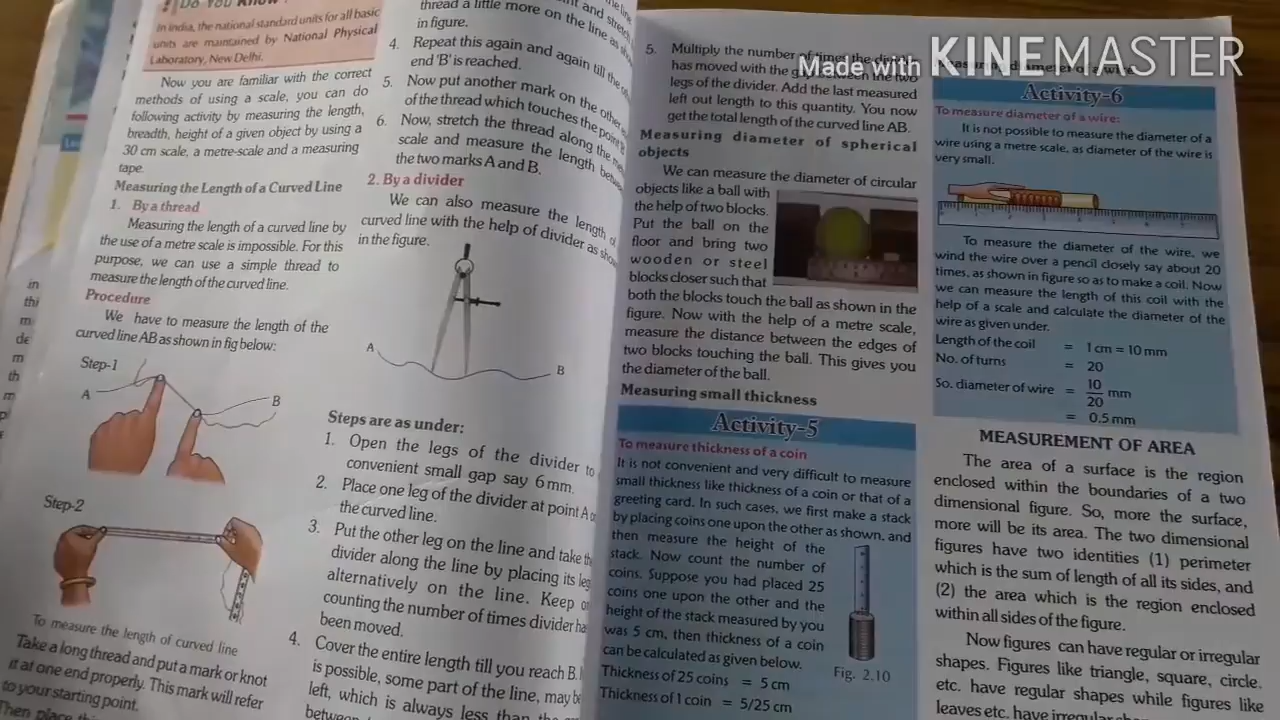 Do You Know
In India, the national standard units for all basic
units are maintained by National Physical
Laboratory, New Delhi.
Now you are familiar with the correct
methods of using a scale, you can do
following activity by measuring the length,
breadth, height of a given object by using a
30 cm scale, a metre-scale and a measuring
tape.
Measuring the Length of a Curved Line
1. By a thread
Measuring the length of a curved line by
the use of a metre scale is impossible. For this
purpose, we can use a simple thread to
measure the length of the curved line.
Procedure
We have to measure the length of the
curved line AB as shown in fig below:
Step-1
A
B
Step-2
To measure the length of curved line
Take a long thread and put a mark or knot
it at one end properly. This mark will refer
to your starting point.
Then place
and stretch
thread a little more on the line as
in figure.
4. Repeat this again and again till the
end 'B' is reached.
5. Now put another mark on the other
of the thread which touches the point
6. Now, stretch the thread along the
scale and measure the length
the two marks A and B.
2. By a divider
We can also measure the length of
curved line with the help of divider as
in the figure.
A
B
Steps are as under:
1. Open the legs of the divider to
convenient small gap say 6 mm.
2. Place one leg of the divider at point A
the curved line.
3. Put the other leg on the line and take
divider along the line by placing its
alternatively on the line. Keep
counting the number of times divider
been moved.
4. Cover the entire length till you reach B.
is possible, some part of the line, may
left, which is always less than
5. Multiply the number of times
has moved with the
legs of the divider. Add the last measured
left out length to this quantity. You now
get the total length of the curved line AB.
Measuring diameter of spherical
objects
We can measure the diameter of circular
objects like a ball with
the help of two blocks.
Put the ball on the
floor and bring two
wooden or steel
blocks closer such that
both the blocks touch the ball as shown in the
figure. Now with the help of a metre scale,
measure the distance between the edges of
two blocks touching the ball. This gives you
the diameter of the ball.
Measuring small thickness
Activity-5
To measure thickness of a coin
It is not convenient and very difficult to measure
small thickness like thickness of a coin or that of a
greeting card. In such cases, we first make a stack
by placing coins one upon the other as shown, and
then measure the height of the
stack. Now count the number of
coins. Suppose you had placed 25
coins one upon the other and the
height of the stack measured by you
was 5 cm, then thickness of a coin
can be calculated as given below.
Thickness of 25 coins = 5 cm
Thickness of 1 coin = 5/25 cm
Fig. 2.10
Made With KINEMASTER
Activity-6
To measure diameter of a wire:
It is not possible to measure the diameter of a
wire using a metre scale, as diameter of the wire is
very small.
To measure the diameter of the wire, we
wind the wire over a pencil closely say about 20
times, as shown in figure so as to make a coil. Now
we can measure the length of this coil with the
help of a scale and calculate the diameter of the
wire as given under.
Length of the coil = 1 cm = 10 mm
No. of turns = 20
So, diameter of wire = 10/20 mm
= 0.5 mm
MEASUREMENT OF AREA
The area of a surface is the region
enclosed within the boundaries of a two
dimensional figure. So, more the surface,
more will be its area. The two dimensional
figures have two identities (1) perimeter
which is the sum of length of all its sides, and
(2) the area which is the region enclosed
within all sides of the figure.
Now figures can have regular or irregular
shapes. Figures like triangle, square, circle.
etc. have regular shapes while figures like
leaves etc. have irregular